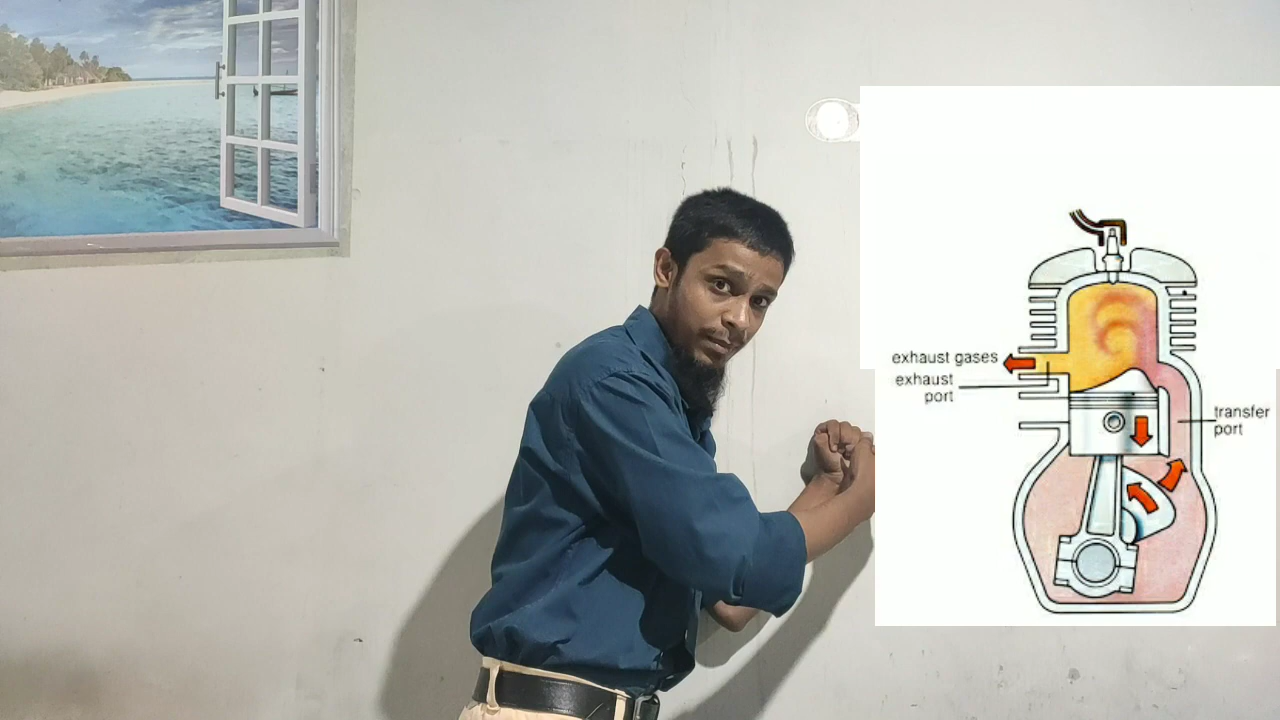 exhaust gases
exhaust
port
transfer
port